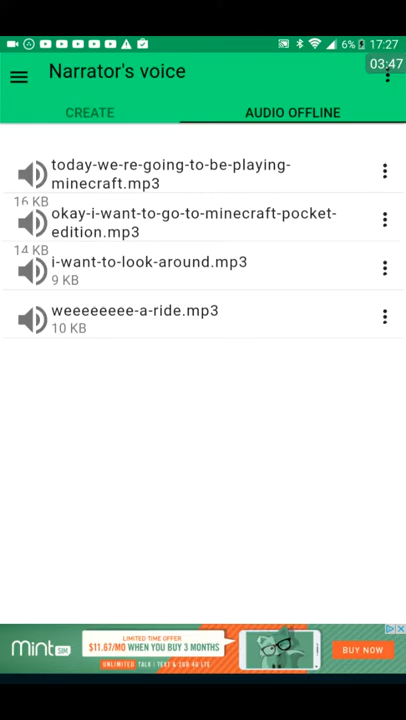 6% 17:27
Narrator's voice
03:47
CREATE
AUDIO OFFLINE
today-we-re-going-to-be-playing-
minecraft.mp3
16 KB
okay-i-want-to-go-to-minecraft-pocket-
edition.mp3
14 KB
i-want-to-look-around.mp3
9 KB
weeeeeeee-a-ride.mp3
10 KB
Mint SIM
LIMITED TIME OFFER
$11.67/MO WHEN YOU BUY 3 MONTHS
UNLIMITED TALK | TEXT & 2GB 4G LTE
BUY NOW